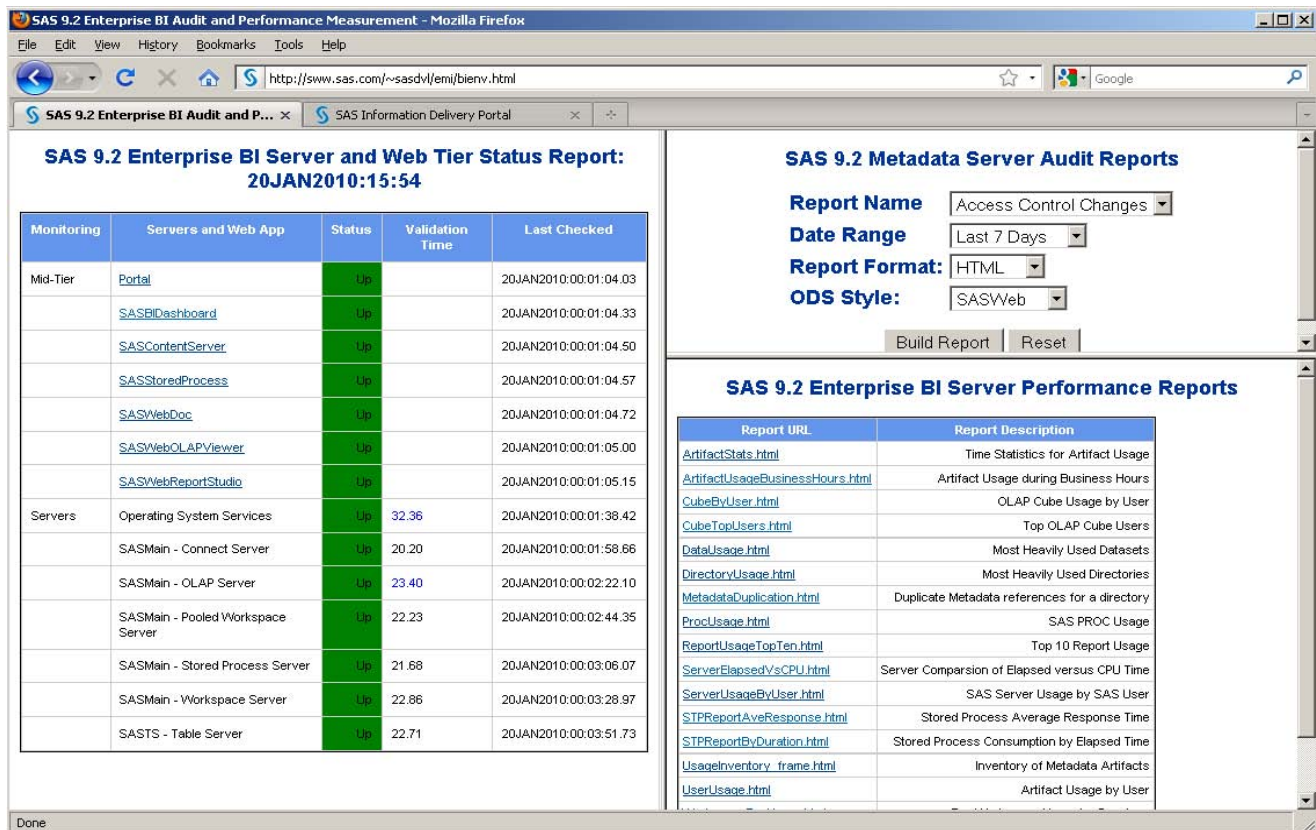 SAS 9.2 Enterprise BI Audit and Performance Measurement - Mozilla Firefox
File Edit View History Bookmarks Tools Help
http://sww.sas.com/~sasdvl/emi/bienv.html
Google
SAS 9.2 Enterprise BI Audit and P...
SAS Information Delivery Portal
SAS 9.2 Enterprise BI Server and Web Tier Status Report:
20JAN2010:15:54
Monitoring Servers and Web App Status Validation Time Last Checked
Mid-Tier Portal Up 20JAN2010:00:01:04.03
SASBIDashboard Up 20JAN2010:00:01:04.33
SASContentServer Up 20JAN2010:00:01:04.50
SASStoredProcess Up 20JAN2010:00:01:04.57
SASWebDoc Up 20JAN2010:00:01:04.72
SASWebOLAPViewer Up 20JAN2010:00:01:05.00
SASWebReportStudio Up 20JAN2010:00:01:05.15
Servers Operating System Services Up 32.36 20JAN2010:00:01:38.42
SASMain - Connect Server Up 20.20 20JAN2010:00:01:58.66
SASMain - OLAP Server Up 23.40 20JAN2010:00:02:22.10
SASMain - Pooled Workspace Server Up 22.23 20JAN2010:00:02:44.35
SASMain - Stored Process Server Up 21.68 20JAN2010:00:03:06.07
SASMain - Workspace Server Up 22.86 20JAN2010:00:03:28.97
SASTS - Table Server Up 22.71 20JAN2010:00:03:51.73
SAS 9.2 Metadata Server Audit Reports
Report Name Access Control Changes
Date Range Last 7 Days
Report Format: HTML
ODS Style: SASWeb
Build Report Reset
SAS 9.2 Enterprise BI Server Performance Reports
Report URL Report Description
ArtifactStats.html Time Statistics for Artifact Usage
ArtifactUsageBusinessHours.html Artifact Usage during Business Hours
CubeByUser.html OLAP Cube Usage by User
CubeTopUsers.html Top OLAP Cube Users
DataUsage.html Most Heavily Used Datasets
DirectoryUsage.html Most Heavily Used Directories
MetadataDuplication.html Duplicate Metadata references for a directory
ProcUsage.html SAS PROC Usage
ReportUsageTopTen.html Top 10 Report Usage
ServerElapsedVsCPU.html Server Comparsion of Elapsed versus CPU Time
ServerUsageByUser.html SAS Server Usage by SAS User
STPReportAveResponse.html Stored Process Average Response Time
STPReportByDuration.html Stored Process Consumption by Elapsed Time
UsageInventory_frame.html Inventory of Metadata Artifacts
UserUsage.html Artifact Usage by User
Done